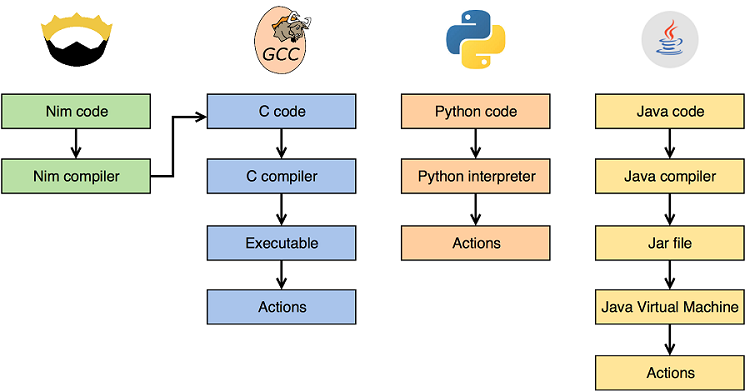 GCC
Nim code
Nim compiler
C code
C compiler
Executable
Actions
Python code
Python interpreter
Actions
Java code
Java compiler
Jar file
Java Virtual Machine
Actions